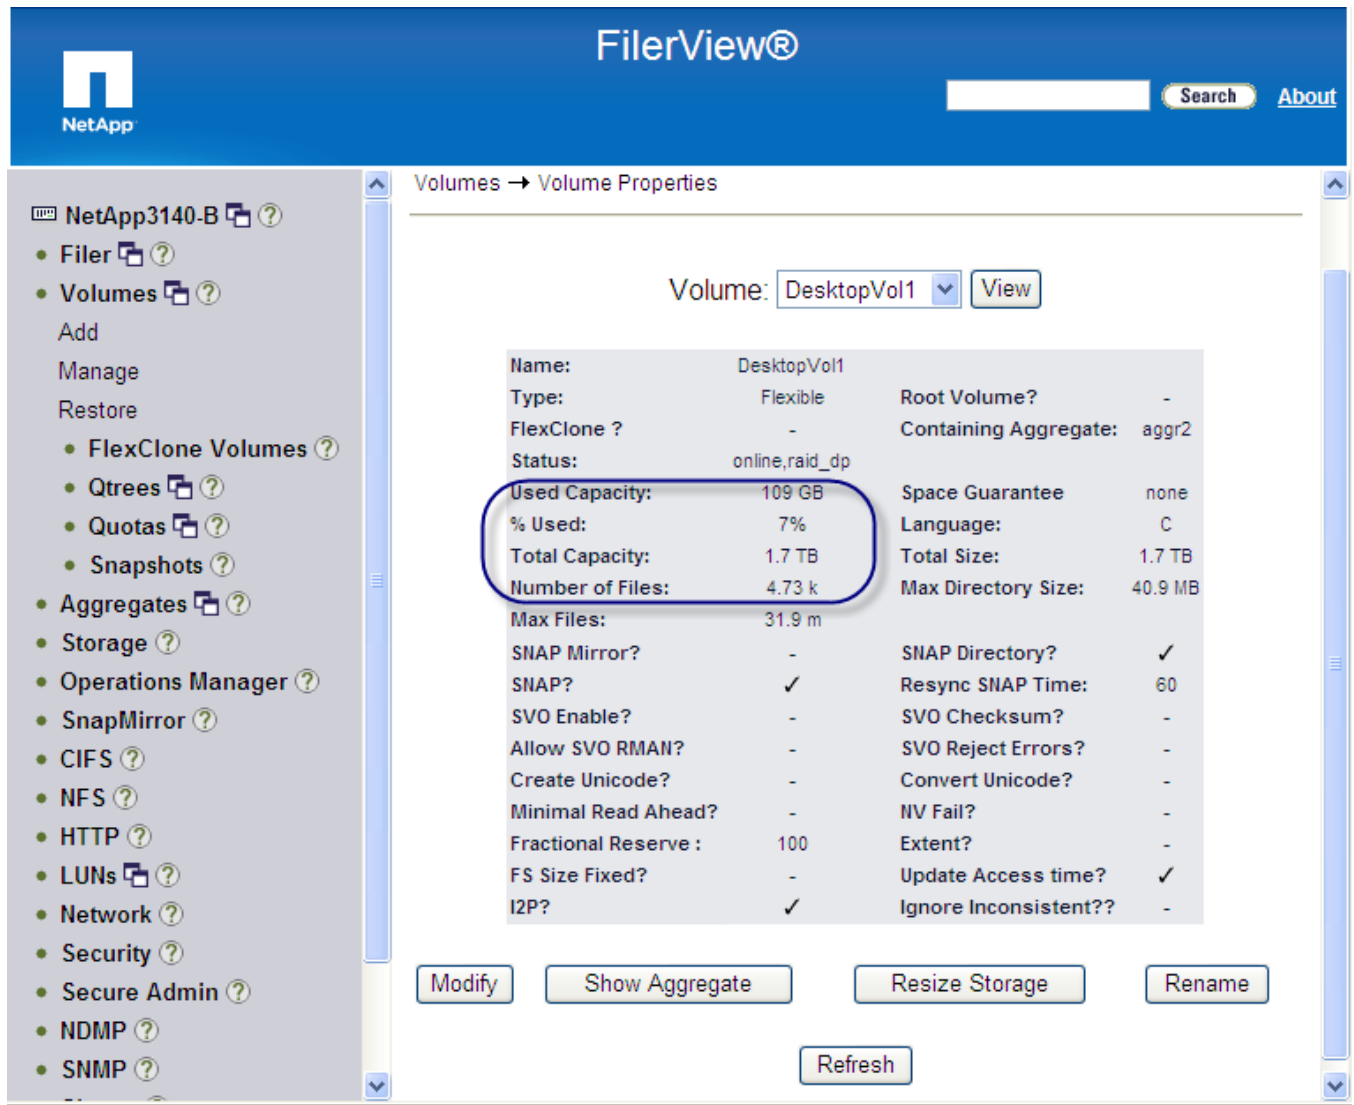 FilerView®
NetApp
Search About
NetApp3140-B
Filer
Volumes
Add
Manage
Restore
FlexClone Volumes
Qtrees
Quotas
Snapshots
Aggregates
Storage
Operations Manager
SnapMirror
CIFS
NFS
HTTP
LUNs
Network
Security
Secure Admin
NDMP
SNMP
Volumes → Volume Properties
Volume: DesktopVol1 View
Name: DesktopVol1
Type: Flexible Root Volume? -
FlexClone ? - Containing Aggregate: aggr2
Status: online,raid_dp
Used Capacity: 109 GB Space Guarantee none
% Used: 7% Language: C
Total Capacity: 1.7 TB Total Size: 1.7 TB
Number of Files: 4.73 k Max Directory Size: 40.9 MB
Max Files: 31.9 m
SNAP Mirror? - SNAP Directory? ✓
SNAP? ✓ Resync SNAP Time: 60
SVO Enable? - SVO Checksum? -
Allow SVO RMAN? - SVO Reject Errors? -
Create Unicode? - Convert Unicode? -
Minimal Read Ahead? - NV Fail? -
Fractional Reserve : 100 Extent? -
FS Size Fixed? - Update Access time? ✓
I2P? ✓ Ignore Inconsistent?? -
Modify Show Aggregate Resize Storage Rename
Refresh